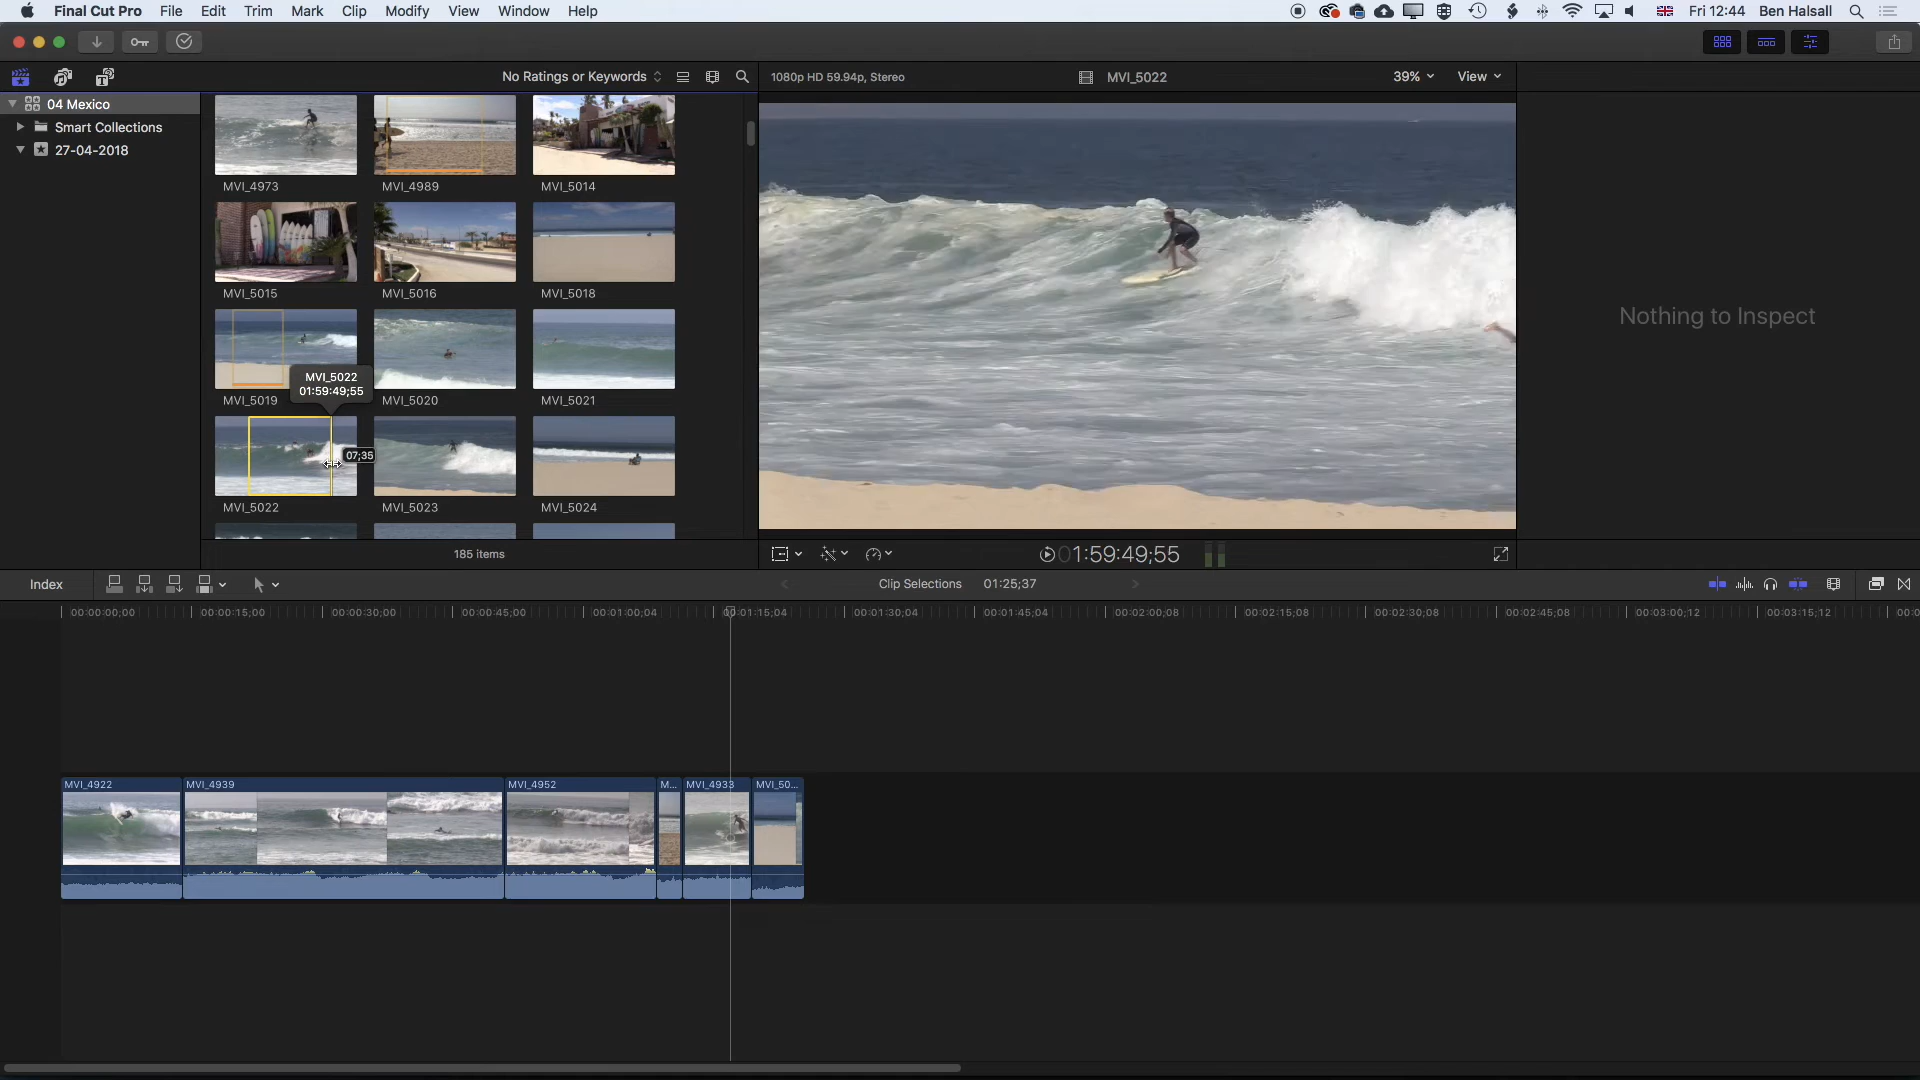 Final Cut Pro File Edit Trim Mark Clip Modify View Window Help Fri 12:44 Ben Halsall
No Ratings or Keywords
1080p HD 59.94p, Stereo MVI_5022 39% View
04 Mexico
Smart Collections
27-04-2018
MVI_4973 MVI_4989 MVI_5014
MVI_5015 MVI_5016 MVI_5018
MVI_5022
01:59:49;55
MVI_5019 MVI_5020 MVI_5021
07;35
MVI_5022 MVI_5023 MVI_5024
Nothing to Inspect
185 items
01:59:49;55
Index Clip Selections 01:25;37
00:00:00;00 00:00:15;00 00:00:30;00 00:00:45;00 00:01:00;04 00:01:15;04 00:01:30;04 00:01:45;04 00:02:00;08 00:02:15;08 00:02:30;08 00:02:45;08 00:03:00;12 00:03:15;12 00:0
MVI_4922 MVI_4939 MVI_4952 M... MVI_4933 MVI_50...